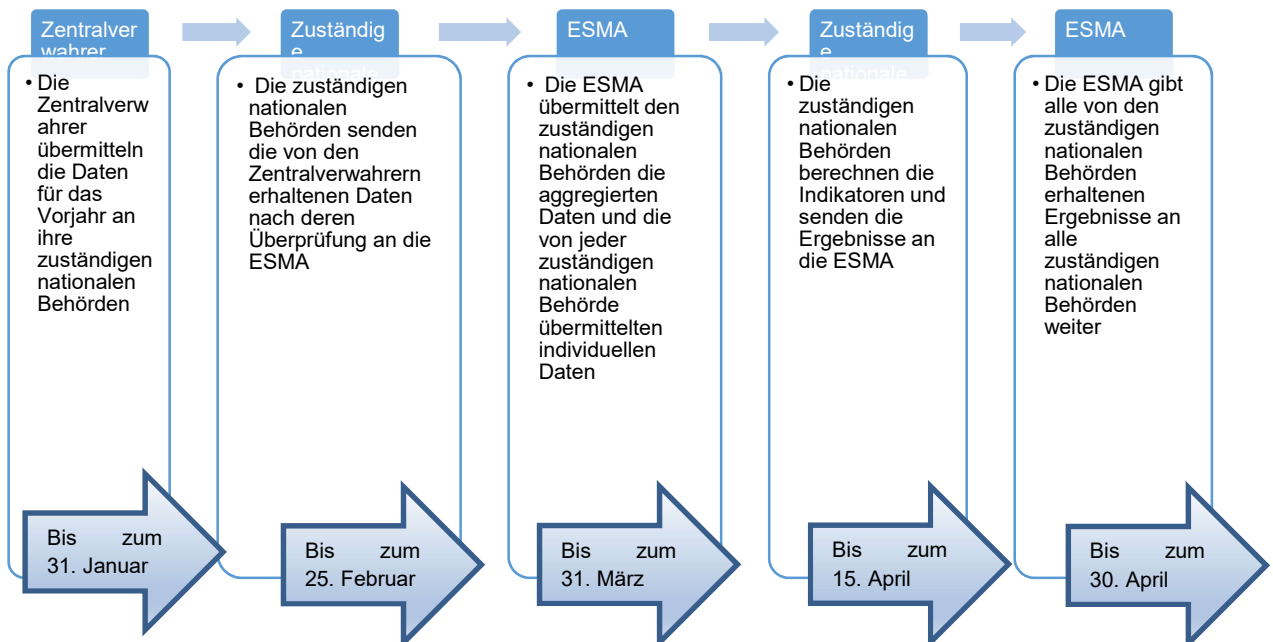 Zentralver
wahrer
• Die
Zentralverw
ahrer
übermitteln
die Daten
für das
Vorjahr an
ihre
zuständigen
nationalen
Behörden
Bis zum
31. Januar
Zuständig
e
nationale
• Die zuständigen
nationalen
Behörden senden
die von den
Zentralverwahrern
erhaltenen Daten
nach deren
Überprüfung an die
ESMA
Bis zum
25. Februar
ESMA
• Die ESMA
übermittelt den
zuständigen
nationalen
Behörden die
aggregierten
Daten und die
von jeder
zuständigen
nationalen
Behörde
übermittelten
individuellen
Daten
Bis zum
31. März
Zuständig
e
nationale
• Die
zuständigen
nationalen
Behörden
berechnen die
Indikatoren und
senden die
Ergebnisse an
die ESMA
Bis zum
15. April
ESMA
• Die ESMA gibt
alle von den
zuständigen
nationalen
Behörden
erhaltenen
Ergebnisse an
alle
zuständigen
nationalen
Behörden
weiter
Bis zum
30. April